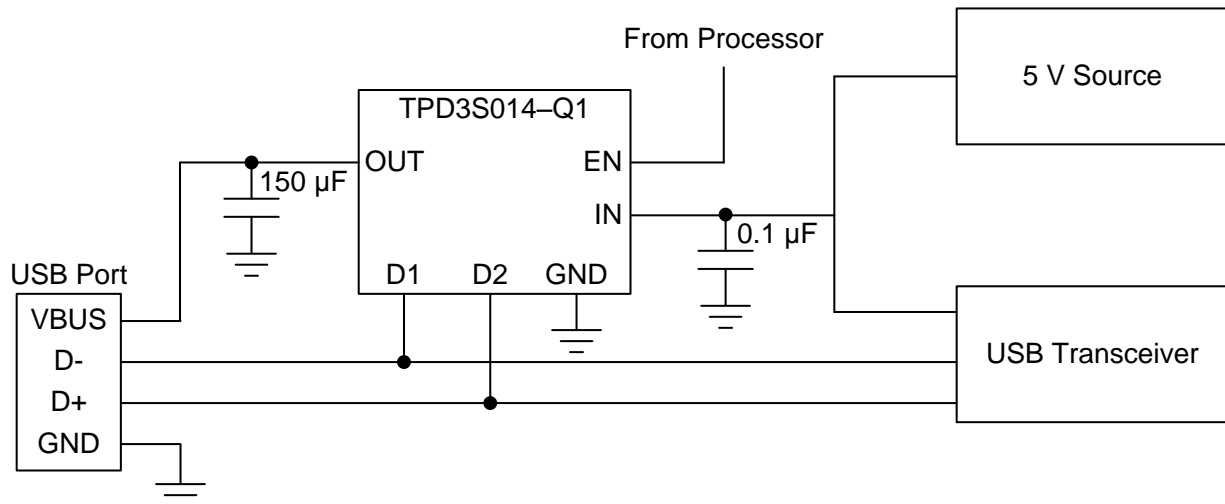 From Processor
5 V Source
TPD3S014–Q1
OUT
EN
150 µF
IN
0.1 µF
USB Port
D1
D2
GND
VBUS
D-
USB Transceiver
D+
GND